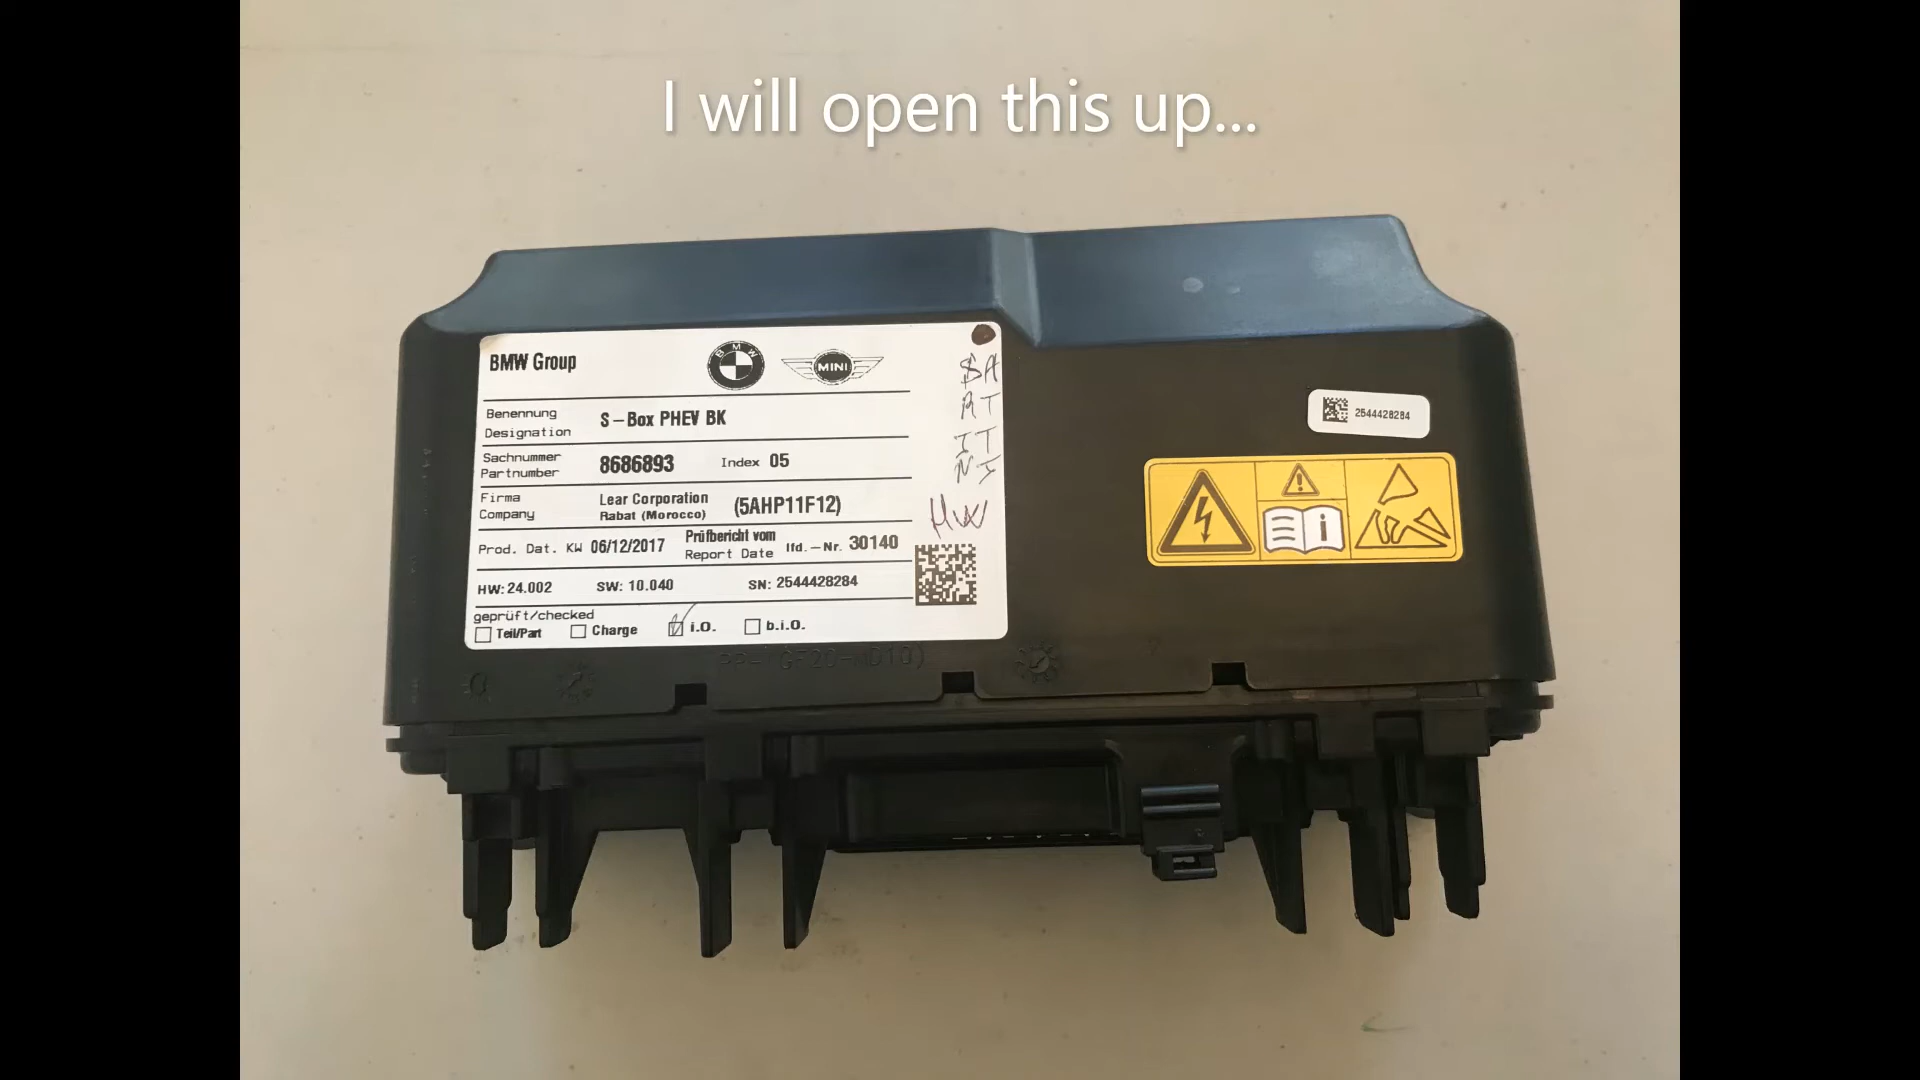 I will open this up...
BMW Group
BMW
MINI
Benennung
Designation
S-Box PHEV BK
Sachnummer
Partnumber
8686893
Index 05
Firma
Company
Lear Corporation
Rabat (Morocco)
(5AHP11F12)
Prod. Dat. KW 06/12/2017
Prüfbericht vom
Report Date
lfd.-Nr. 30140
HW: 24.002
SW: 10.040
SN: 2544428284
geprüft/checked
Teil/Part
Charge
i.O.
b.i.O.
HW
2544428284
i